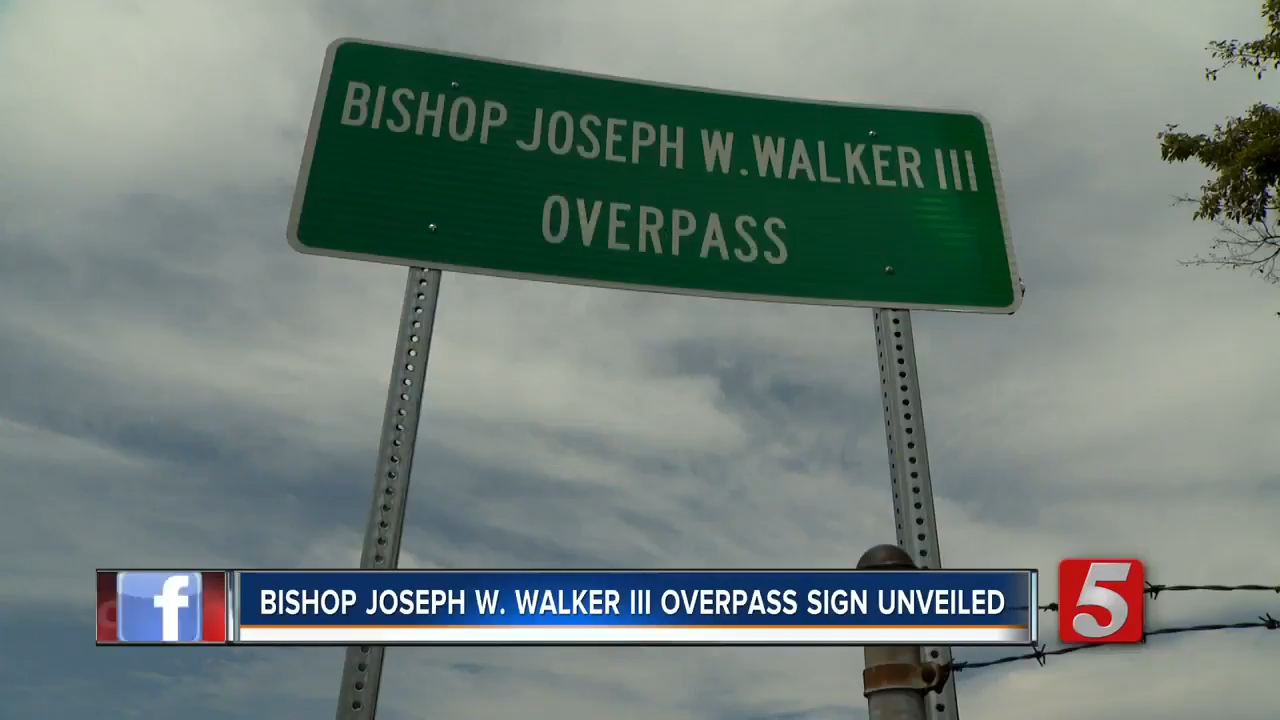 BISHOP JOSEPH W. WALKER III
OVERPASS
f BISHOP JOSEPH W. WALKER III OVERPASS SIGN UNVEILED 5